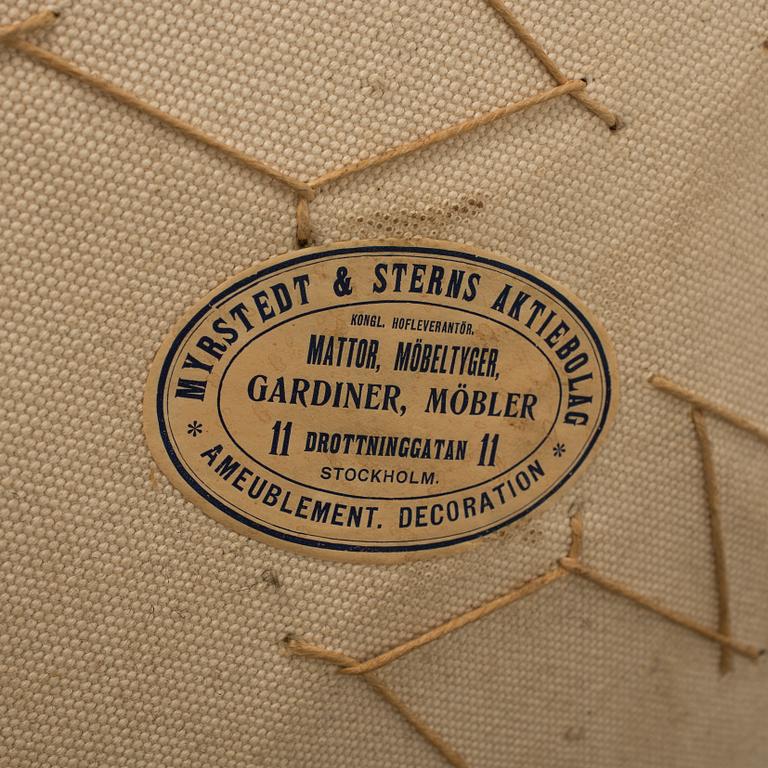 MYRSTEDT & STERNS AKTIEBOLAG
KONGL. HOFLEVERANTÖR.
MATTOR, MÖBELTYGER,
GARDINER, MÖBLER
11 DROTTNINGGATAN 11
STOCKHOLM.
* AMEUBLEMENT. DECORATION *